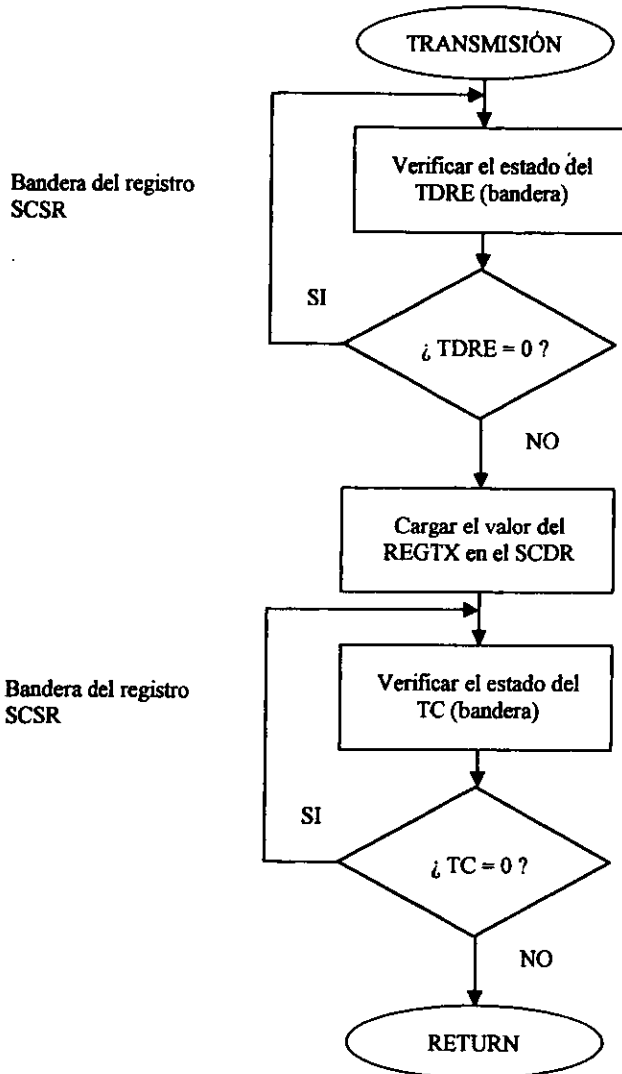 TRANSMISIÓN
Verificar el estado del
TDRE (bandera)
Bandera del registro
SCSR
SI
¿ TDRE = 0 ?
NO
Cargar el valor del
REGTX en el SCDR
Verificar el estado del
TC (bandera)
Bandera del registro
SCSR
SI
¿ TC = 0 ?
NO
RETURN